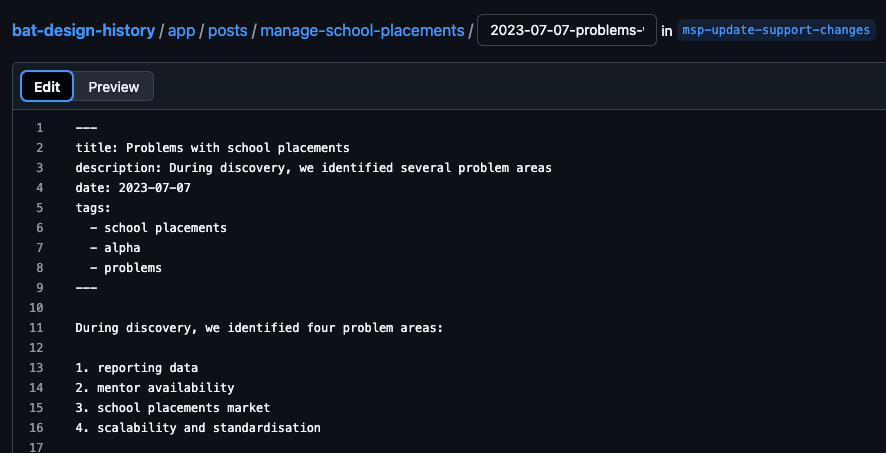 bat-design-history / app / posts / manage-school-placements / 2023-07-07-problems- in msp-update-support-changes
Edit Preview
1 ---
2 title: Problems with school placements
3 description: During discovery, we identified several problem areas
4 date: 2023-07-07
5 tags:
6   - school placements
7   - alpha
8   - problems
9 ---
10
11 During discovery, we identified four problem areas:
12
13 1. reporting data
14 2. mentor availability
15 3. school placements market
16 4. scalability and standardisation
17